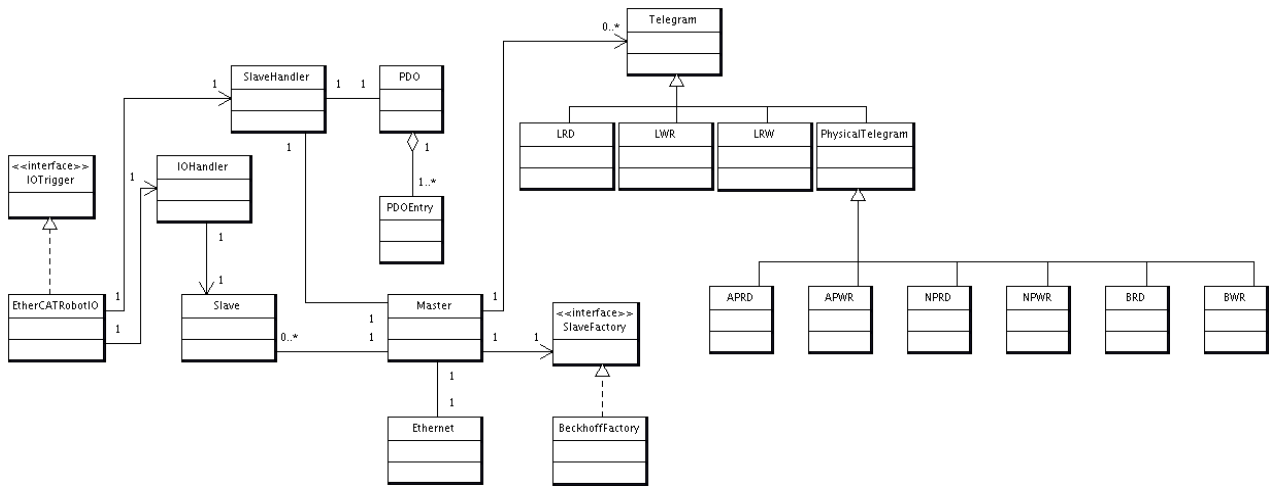 Telegram
0..*
SlaveHandler
PDO
1
1
1
LRD
LWR
LRW
PhysicalTelegram
1
1
<<interface>>
IOTrigger
IOHandler
1
1..*
PDOEntry
1
1
EtherCATRobotIO
1
Slave
Master
1
APRD
APWR
NPRD
NPWR
BRD
BWR
<<interface>>
SlaveFactory
1
1
0..*
1
1
1
1
1
Ethernet
BeckhoffFactory